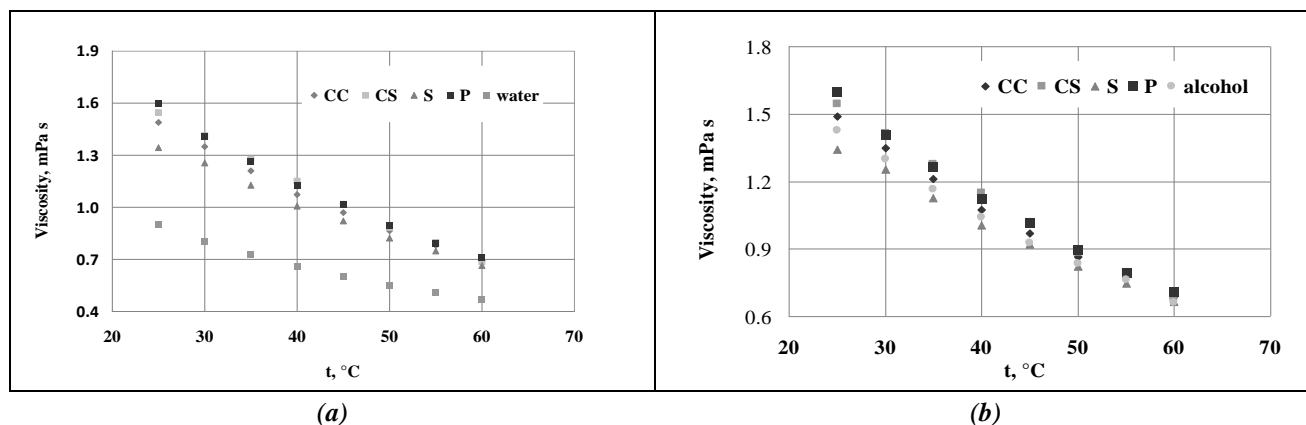 1.9
1.6
1.3
1.0
0.7
0.4
Viscosity, mPa s
CC CS S P water
20 30 40 50 60 70
t, °C
(a)
1.8
1.5
1.2
0.9
0.6
Viscosity, mPa s
CC CS S P alcohol
20 30 40 50 60 70
t, °C
(b)